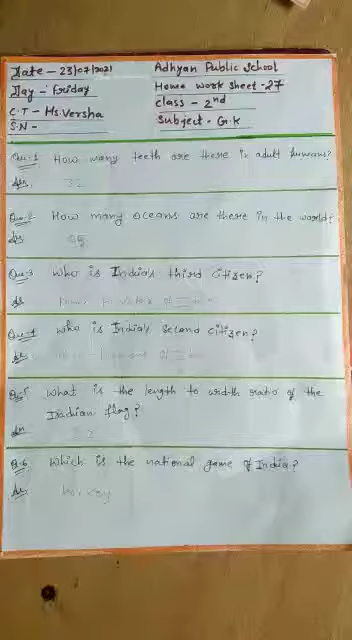 Date - 23/07/2021 Adhyan Public School
Day - Friday Home work sheet - 27
C.T - Ms. Versha class - 2nd
S.N - Subject - G.K
Que-1 How many teeth are there in adult humans?
Ans. 32
Que-2 How many oceans are there in the world?
Ans 05
Que-3 Who is India's third Citizen?
Ans
Que-4 Who is India's Second citizen?
Ans
Que-5 What is the length to width ratio of the
Indian flag?
Ans
Q-6 Which is the national game of India?
Ans. hockey